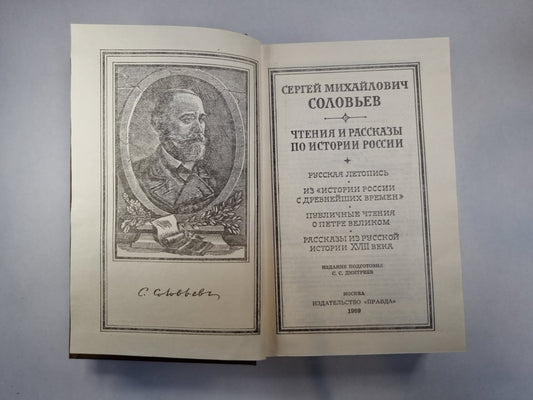 С. Соловьев
СЕРГЕЙ МИХАЙЛОВИЧ
СОЛОВЬЕВ
ЧТЕНИЯ И РАССКАЗЫ
ПО ИСТОРИИ РОССИИ
РУССКАЯ ЛЕТОПИСЬ
ИЗ «ИСТОРИИ РОССИИ
С ДРЕВНЕЙШИХ ВРЕМЕН»
ПУБЛИЧНЫЕ ЧТЕНИЯ
О ПЕТРЕ ВЕЛИКОМ
РАССКАЗЫ ИЗ РУССКОЙ
ИСТОРИИ XVIII ВЕКА
ИЗДАНИЕ ПОДГОТОВИЛ
С. С. ДМИТРИЕВ
МОСКВА
ИЗДАТЕЛЬСТВО «ПРАВДА»
1989